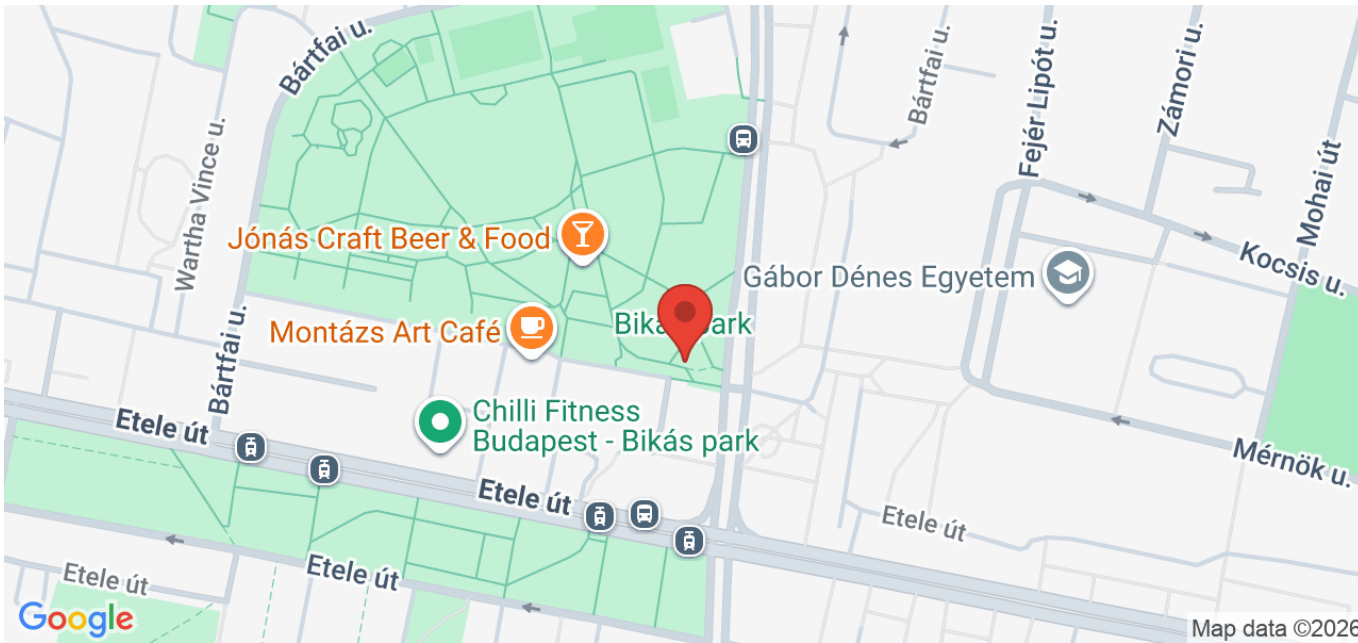 Bártfai u.
Bártfai u.
Fejér Lipót u.
Zámori u.
Mohai út
Wartha Vince u.
Jónás Craft Beer & Food
Gábor Dénes Egyetem
Kocsis u.
Bikás park
Montázs Art Café
Bártfai u.
Chilli Fitness
Budapest - Bikás park
Etele út
Mérnök u.
Etele út
Etele út
Etele út
Etele út
Google
Map data ©2026